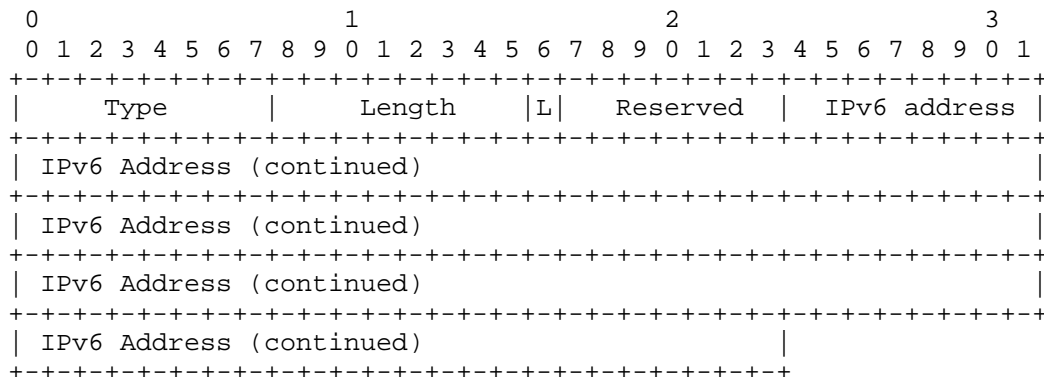 0                   1                   2                   3
 0 1 2 3 4 5 6 7 8 9 0 1 2 3 4 5 6 7 8 9 0 1 2 3 4 5 6 7 8 9 0 1
+-+-+-+-+-+-+-+-+-+-+-+-+-+-+-+-+-+-+-+-+-+-+-+-+-+-+-+-+-+-+-+-+
|     Type      |     Length    |L|   Reserved  |  IPv6 address |
+-+-+-+-+-+-+-+-+-+-+-+-+-+-+-+-+-+-+-+-+-+-+-+-+-+-+-+-+-+-+-+-+
| IPv6 Address (continued)                                      |
+-+-+-+-+-+-+-+-+-+-+-+-+-+-+-+-+-+-+-+-+-+-+-+-+-+-+-+-+-+-+-+-+
| IPv6 Address (continued)                                      |
+-+-+-+-+-+-+-+-+-+-+-+-+-+-+-+-+-+-+-+-+-+-+-+-+-+-+-+-+-+-+-+-+
| IPv6 Address (continued)                                      |
+-+-+-+-+-+-+-+-+-+-+-+-+-+-+-+-+-+-+-+-+-+-+-+-+-+-+-+-+-+-+-+-+
| IPv6 Address (continued)                      |
+-+-+-+-+-+-+-+-+-+-+-+-+-+-+-+-+-+-+-+-+-+-+-+-+